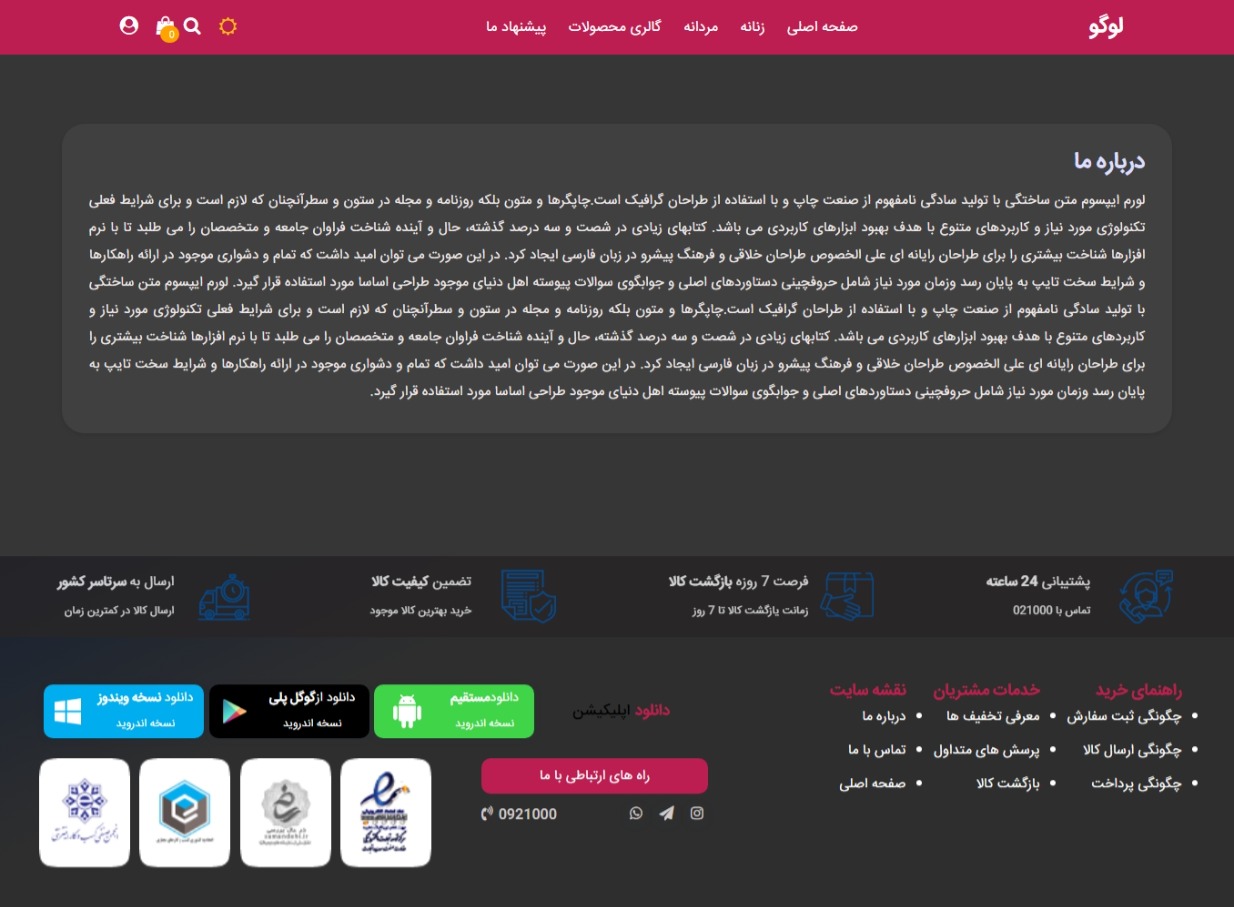 لوگو
صفحه اصلی
زنانه
مردانه
گالری محصولات
پیشنهاد ما
0
درباره ما
لورم ایپسوم متن ساختگی با تولید سادگی نامفهوم از صنعت چاپ و با استفاده از طراحان گرافیک است.چاپگرها و متون بلکه روزنامه و مجله در ستون و سطرآنچنان که لازم است و برای شرایط فعلی
تکنولوژی مورد نیاز و کاربردهای متنوع با هدف بهبود ابزارهای کاربردی می باشد. کتابهای زیادی در شصت و سه درصد گذشته، حال و آینده شناخت فراوان جامعه و متخصصان را می طلبد تا با نرم
افزارها شناخت بیشتری را برای طراحان رایانه ای علی الخصوص طراحان خلاقی و فرهنگ پیشرو در زبان فارسی ایجاد کرد. در این صورت می توان امید داشت که تمام و دشواری موجود در ارائه راهکارها
و شرایط سخت تایپ به پایان رسد وزمان مورد نیاز شامل حروفچینی دستاوردهای اصلی و جوابگوی سوالات پیوسته اهل دنیای موجود طراحی اساسا مورد استفاده قرار گیرد. لورم ایپسوم متن ساختگی
با تولید سادگی نامفهوم از صنعت چاپ و با استفاده از طراحان گرافیک است.چاپگرها و متون بلکه روزنامه و مجله در ستون و سطرآنچنان که لازم است و برای شرایط فعلی تکنولوژی مورد نیاز و
کاربردهای متنوع با هدف بهبود ابزارهای کاربردی می باشد. کتابهای زیادی در شصت و سه درصد گذشته، حال و آینده شناخت فراوان جامعه و متخصصان را می طلبد تا با نرم افزارها شناخت بیشتری را
برای طراحان رایانه ای علی الخصوص طراحان خلاقی و فرهنگ پیشرو در زبان فارسی ایجاد کرد. در این صورت می توان امید داشت که تمام و دشواری موجود در ارائه راهکارها و شرایط سخت تایپ به
پایان رسد وزمان مورد نیاز شامل حروفچینی دستاوردهای اصلی و جوابگوی سوالات پیوسته اهل دنیای موجود طراحی اساسا مورد استفاده قرار گیرد.
پشتیبانی 24 ساعته
تماس با 021000
فرصت 7 روزه بازگشت کالا
زمانت یازگشت کالا تا 7 روز
تضمین کیفیت کالا
خرید بهترین کالا موجود
ارسال به سرتاسر کشور
ارسال کالا در کمترین زمان
راهنمای خرید
چگونگی ثبت سفارش
چگونگی ارسال کالا
چگونگی پرداخت
خدمات مشتریان
معرفی تخفیف ها
پرسش های متداول
بازگشت کالا
نقشه سایت
درباره ما
تماس با ما
صفحه اصلی
دانلود اپلیکیشن
دانلودمستقیم
نسخه اندروید
دانلود ازگوگل پلی
نسخه اندروید
دانلود نسخه ویندوز
نسخه اندروید
راه های ارتباطی با ما
0921000
samandehi.ir